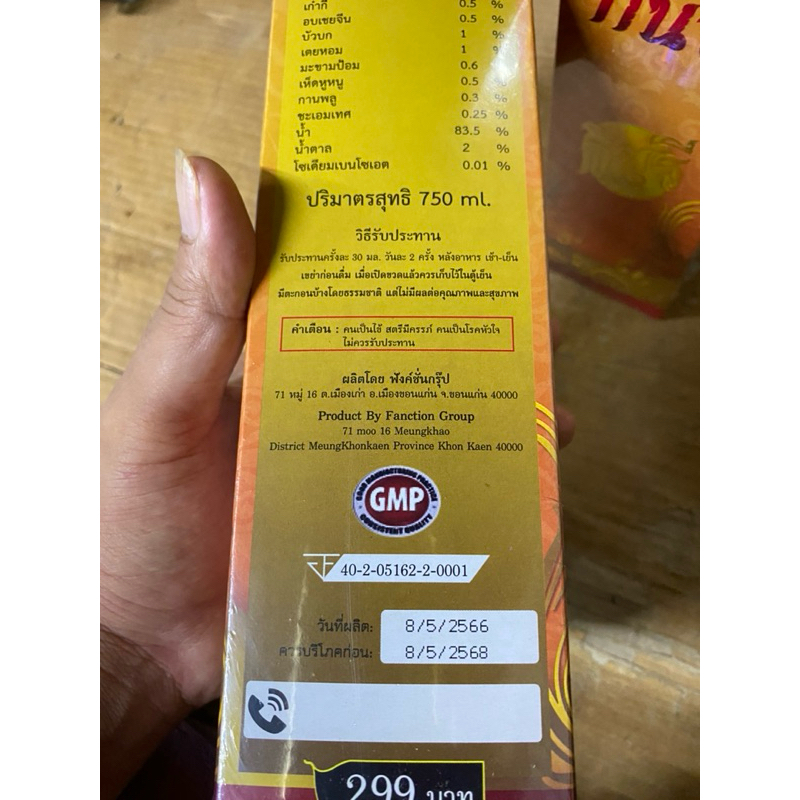 เก๋ากี้ 0.5 %
อบเชยจีน 0.5 %
บัวบก 1 %
เตยหอม 1 %
มะขามป้อม 0.6
เห็ดหูหนู 0.5 %
กานพลู 0.3 %
ชะเอมเทศ 0.25 %
น้ำ 83.5 %
น้ำตาล 2 %
โซเดียมเบนโซเอต 0.01 %
ปริมาตรสุทธิ 750 ml.
วิธีรับประทาน
รับประทานครั้งละ 30 มล. วันละ 2 ครั้ง หลังอาหาร เช้า-เย็น
เขย่าก่อนดื่ม เมื่อเปิดขวดแล้วควรเก็บไว้ในตู้เย็น
มีตะกอนบ้างโดยธรรมชาติ แต่ไม่มีผลต่อคุณภาพและสุขภาพ
คำเตือน : คนเป็นไข้ สตรีมีครรภ์ คนเป็นโรคหัวใจ
ไม่ควรรับประทาน
ผลิตโดย ฟังค์ชั่นกรุ๊ป
71 หมู่ 16 ต.เมืองเก่า อ.เมืองขอนแก่น จ.ขอนแก่น 40000
Product By Fanction Group
71 moo 16 Meungkhao
District MeungKhonkaen Province Khon Kaen 40000
GOOD MANUFACTURING PRACTICE
GMP
CONSISTENT QUALITY
40-2-05162-2-0001
วันที่ผลิต: 8/5/2566
ควรบริโภคก่อน: 8/5/2568
299 บาท